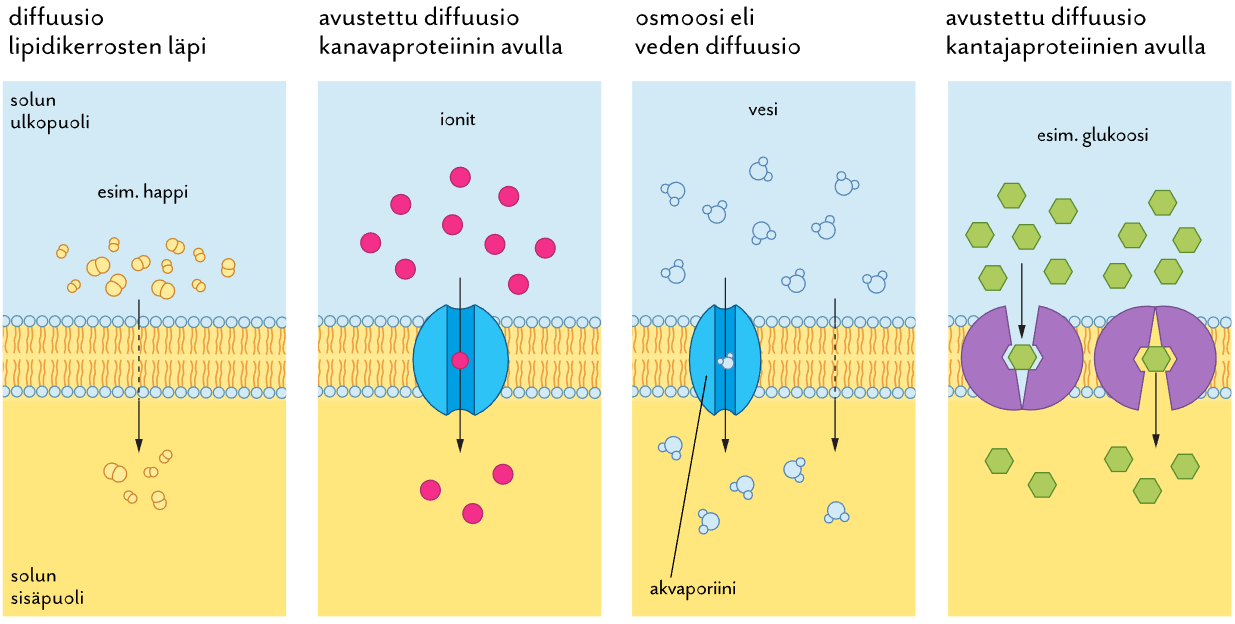 diffuusio
lipidikerrosten läpi
solun
ulkopuoli
esim. happi
solun
sisäpuoli
avustettu diffuusio
kanavaproteiinin avulla
ionit
osmoosi eli
veden diffuusio
vesi
akvaporiini
avustettu diffuusio
kantajaproteiinien avulla
esim. glukoosi